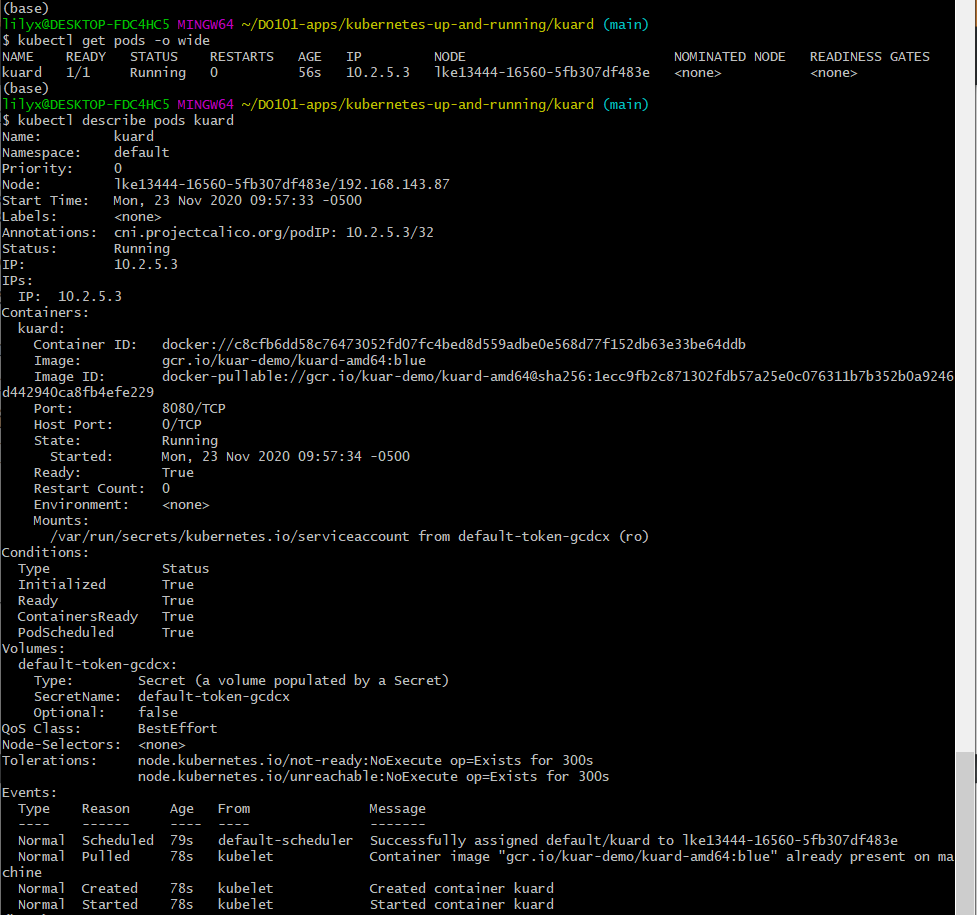 (base)
lilyx@DESKTOP-FDC4HC5 MINGW64 ~/DO101-apps/kubernetes-up-and-running/kuard (main)
$ kubectl get pods -o wide
NAME    READY   STATUS    RESTARTS   AGE   IP         NODE                          NOMINATED NODE   READINESS GATES
kuard   1/1     Running   0          56s   10.2.5.3   lke13444-16560-5fb307df483e   <none>           <none>
(base)
lilyx@DESKTOP-FDC4HC5 MINGW64 ~/DO101-apps/kubernetes-up-and-running/kuard (main)
$ kubectl describe pods kuard
Name:         kuard
Namespace:    default
Priority:     0
Node:         lke13444-16560-5fb307df483e/192.168.143.87
Start Time:   Mon, 23 Nov 2020 09:57:33 -0500
Labels:       <none>
Annotations:  cni.projectcalico.org/podIP: 10.2.5.3/32
Status:       Running
IP:           10.2.5.3
IPs:
  IP:  10.2.5.3
Containers:
  kuard:
    Container ID:   docker://c8cfb6dd58c76473052fd07fc4bed8d559adbe0e568d77f152db63e33be64ddb
    Image:          gcr.io/kuar-demo/kuard-amd64:blue
    Image ID:       docker-pullable://gcr.io/kuar-demo/kuard-amd64@sha256:1ecc9fb2c871302fdb57a25e0c076311b7b352b0a9246
d442940ca8fb4efe229
    Port:           8080/TCP
    Host Port:      0/TCP
    State:          Running
      Started:      Mon, 23 Nov 2020 09:57:34 -0500
    Ready:          True
    Restart Count:  0
    Environment:    <none>
    Mounts:
      /var/run/secrets/kubernetes.io/serviceaccount from default-token-gcdcx (ro)
Conditions:
  Type              Status
  Initialized       True
  Ready             True
  ContainersReady   True
  PodScheduled      True
Volumes:
  default-token-gcdcx:
    Type:        Secret (a volume populated by a Secret)
    SecretName:  default-token-gcdcx
    Optional:    false
QoS Class:       BestEffort
Node-Selectors:  <none>
Tolerations:     node.kubernetes.io/not-ready:NoExecute op=Exists for 300s
                 node.kubernetes.io/unreachable:NoExecute op=Exists for 300s
Events:
  Type    Reason     Age   From               Message
  ----    ------     ----  ----               -------
  Normal  Scheduled  79s   default-scheduler  Successfully assigned default/kuard to lke13444-16560-5fb307df483e
  Normal  Pulled     78s   kubelet            Container image "gcr.io/kuar-demo/kuard-amd64:blue" already present on ma
chine
  Normal  Created    78s   kubelet            Created container kuard
  Normal  Started    78s   kubelet            Started container kuard